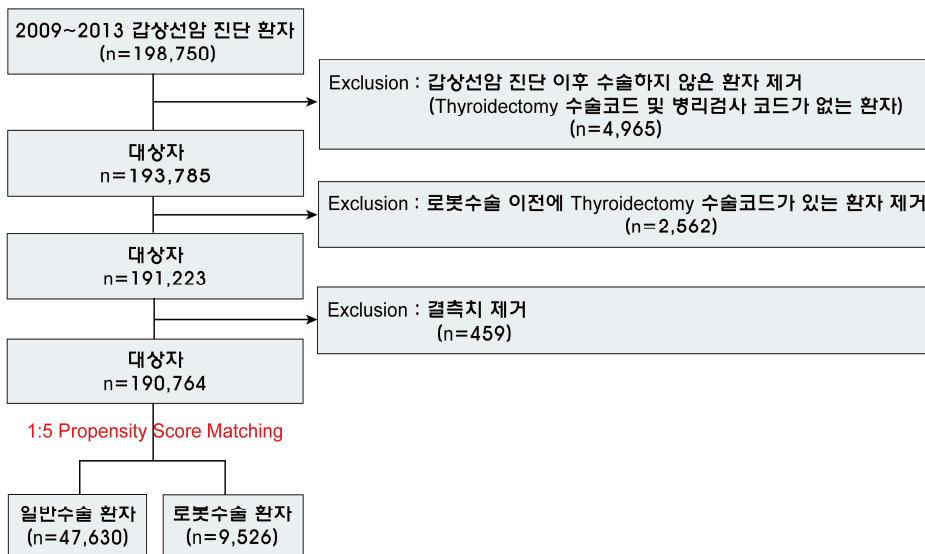 2009~2013 갑상선암 진단 환자
(n=198,750)
Exclusion : 갑상선암 진단 이후 수술하지 않은 환자 제거
(Thyroidectomy 수술코드 및 병리검사 코드가 없는 환자)
(n=4,965)
대상자
n=193,785
Exclusion : 로봇수술 이전에 Thyroidectomy 수술코드가 있는 환자 제거
(n=2,562)
대상자
n=191,223
Exclusion : 결측치 제거
(n=459)
대상자
n=190,764
1:5 Propensity Score Matching
일반수술 환자
(n=47,630)
로봇수술 환자
(n=9,526)